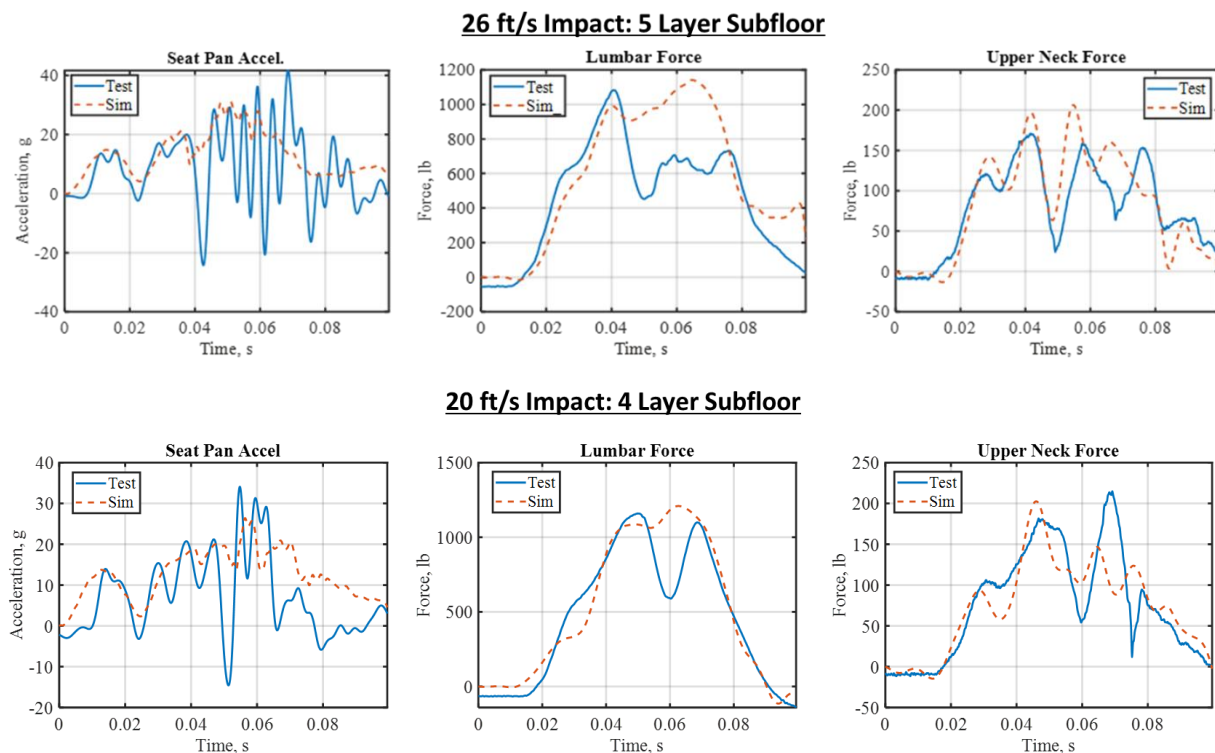 26 ft/s Impact: 5 Layer Subfloor
Seat Pan Accel.
Test
Sim
40
20
0
-20
-40
Acceleration, g
0 0.02 0.04 0.06 0.08
Time, s
Lumbar Force
Test
Sim_
1200
1000
800
600
400
200
0
-200
Force, lb
0 0.02 0.04 0.06 0.08
Time, s
Upper Neck Force
Test
Sim
250
200
150
100
50
0
-50
Force, lb
0 0.02 0.04 0.06 0.08
Time, s
20 ft/s Impact: 4 Layer Subfloor
Seat Pan Accel
Test
Sim
40
30
20
10
0
-10
-20
Acceleration, g
0 0.02 0.04 0.06 0.08
Time, s
Lumbar Force
Test
Sim
1500
1000
500
0
Force, lb
0 0.02 0.04 0.06 0.08
Time, s
Upper Neck Force
Test
Sim
250
200
150
100
50
0
-50
Force, lb
0 0.02 0.04 0.06 0.08
Time, s